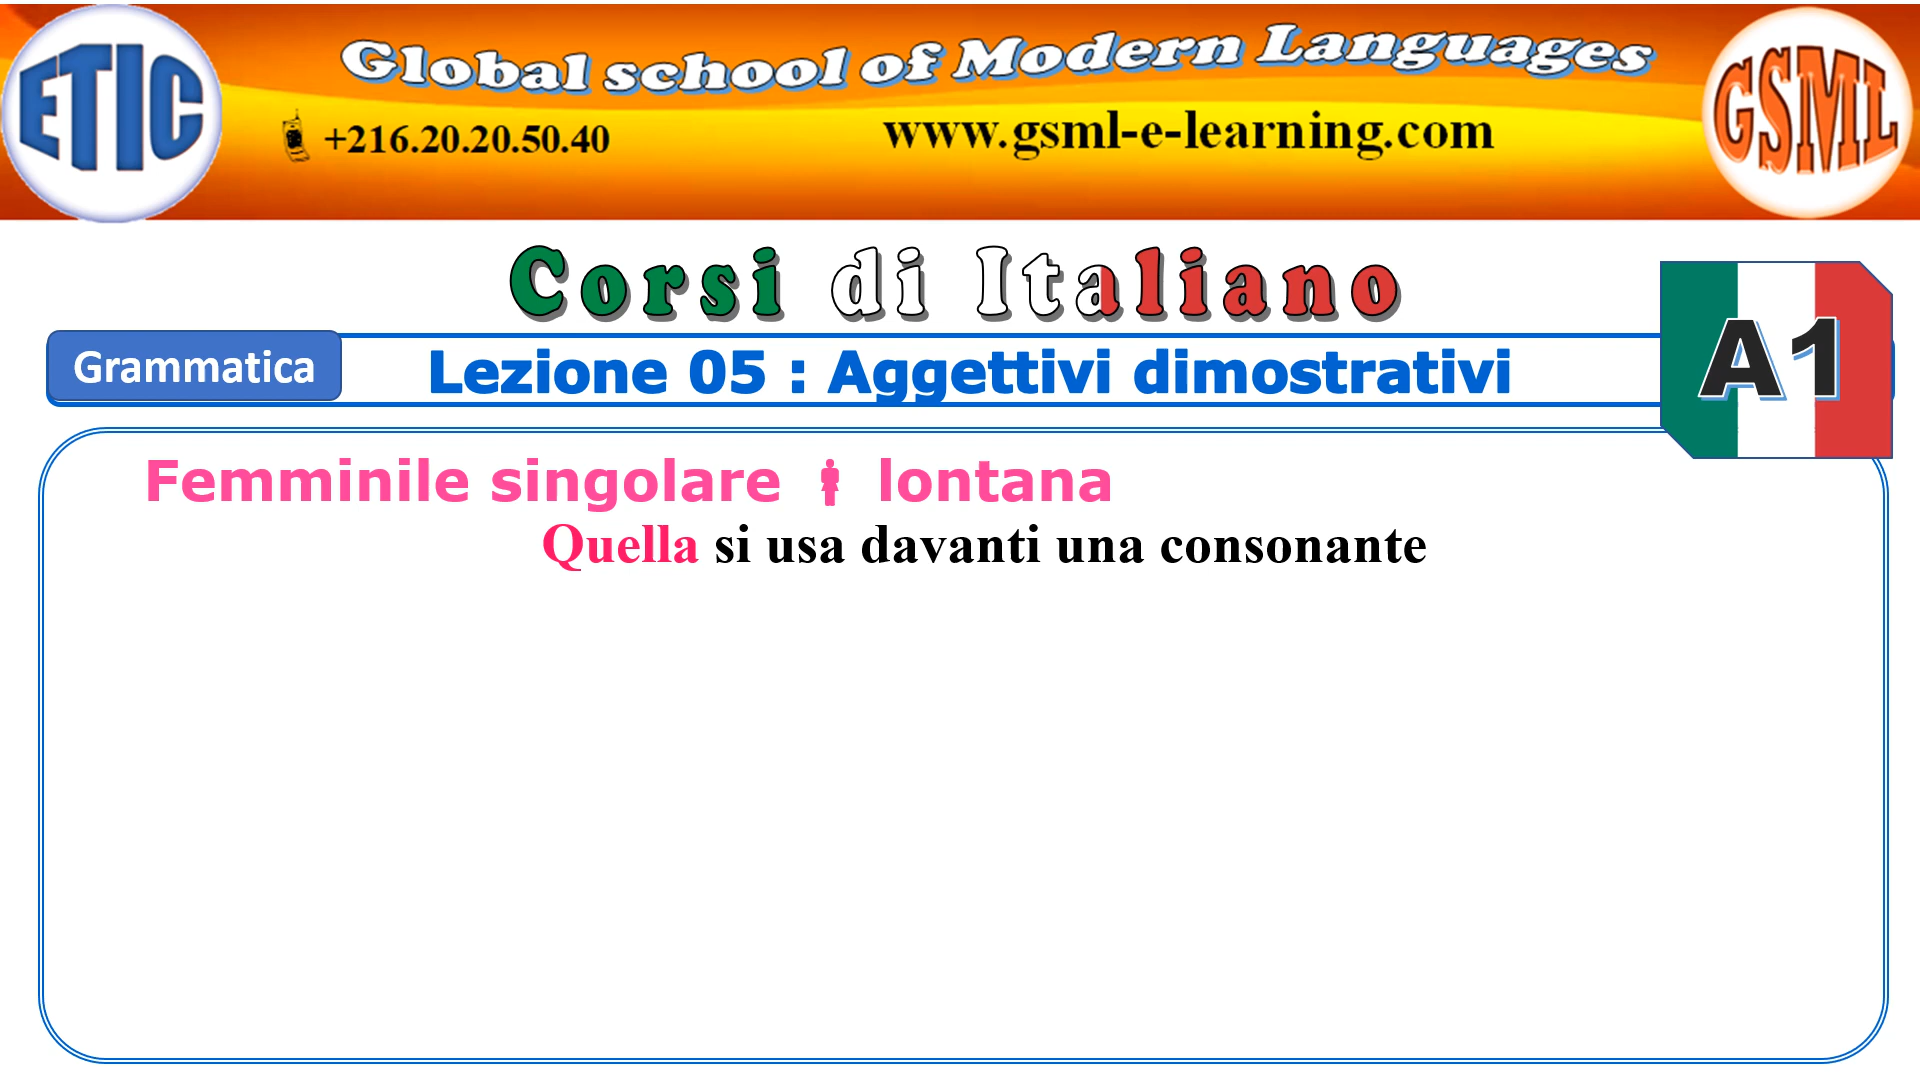 ETIC
Global school of Modern Languages
GSML
+216.20.20.50.40
www.gsml-e-learning.com
Corsi di Italiano
A1
Grammatica
Lezione 05 : Aggettivi dimostrativi
Femminile singolare lontana
Quella si usa davanti una consonante